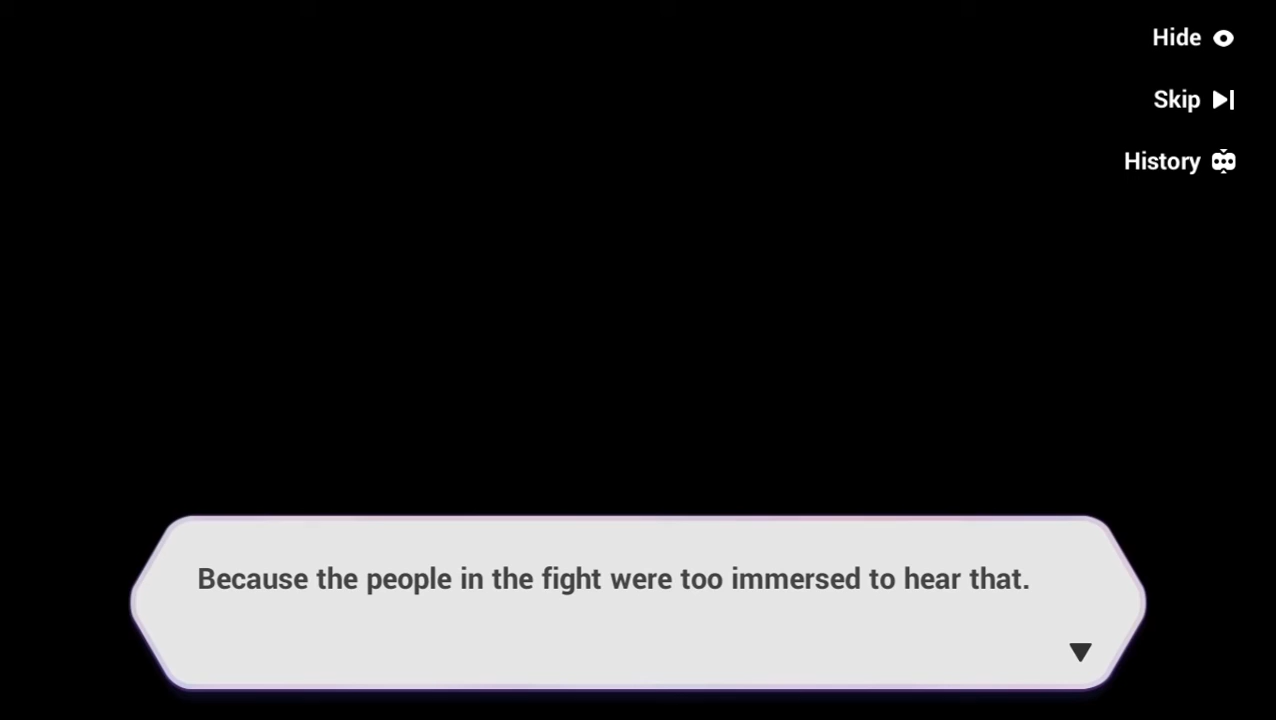 Hide
Skip
History
Because the people in the fight were too immersed to hear that.